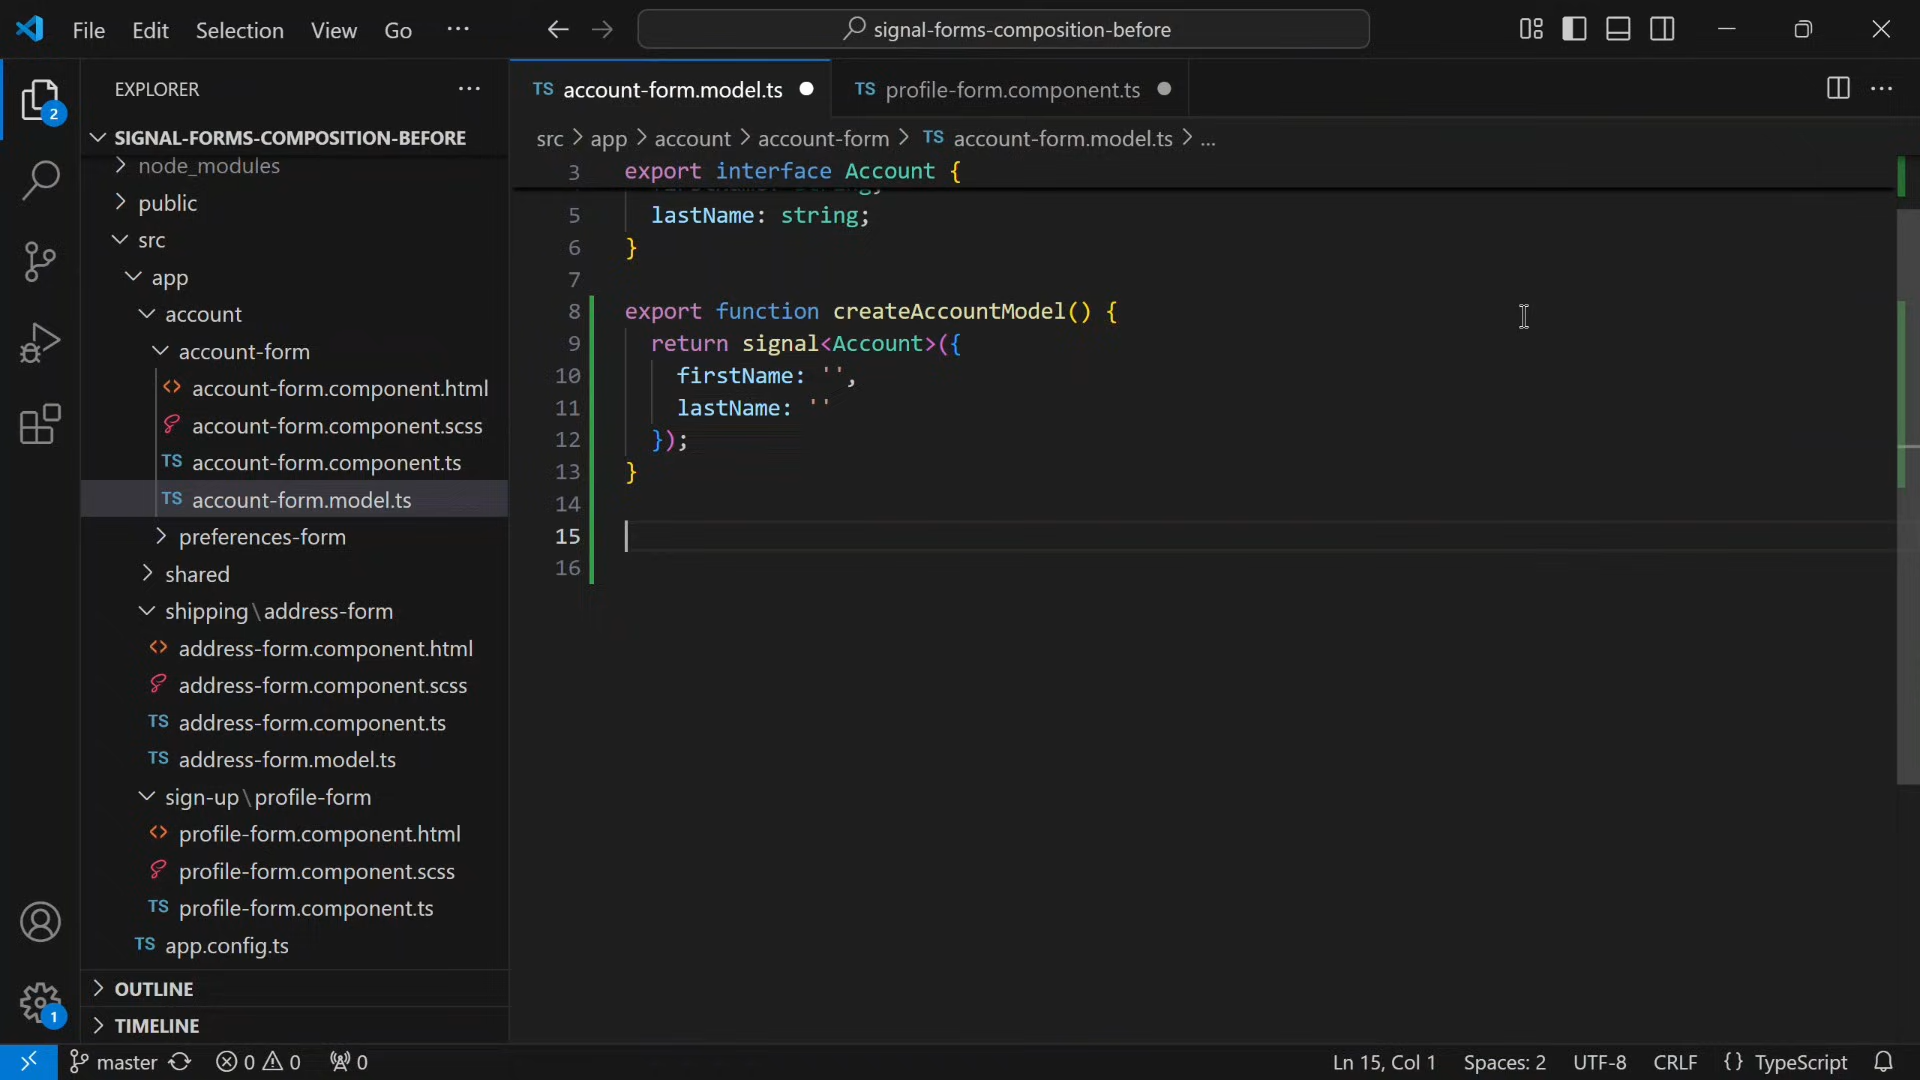 File Edit Selection View Go ···
signal-forms-composition-before
EXPLORER ···
2
SIGNAL-FORMS-COMPOSITION-BEFORE
node_modules
public
src
app
account
account-form
account-form.component.html
account-form.component.scss
TS account-form.component.ts
TS account-form.model.ts
preferences-form
shared
shipping\address-form
address-form.component.html
address-form.component.scss
TS address-form.component.ts
TS address-form.model.ts
sign-up\profile-form
profile-form.component.html
profile-form.component.scss
TS profile-form.component.ts
TS app.config.ts
OUTLINE
TIMELINE
1
TS account-form.model.ts
TS profile-form.component.ts
src > app > account > account-form > TS account-form.model.ts > ...
3 export interface Account {
5 lastName: string;
6 }
7
8 export function createAccountModel() {
9 return signal<Account>({
10 firstName: '',
11 lastName: ''
12 });
13 }
14
15
16
master 0 0 0
Ln 15, Col 1 Spaces: 2 UTF-8 CRLF {} TypeScript